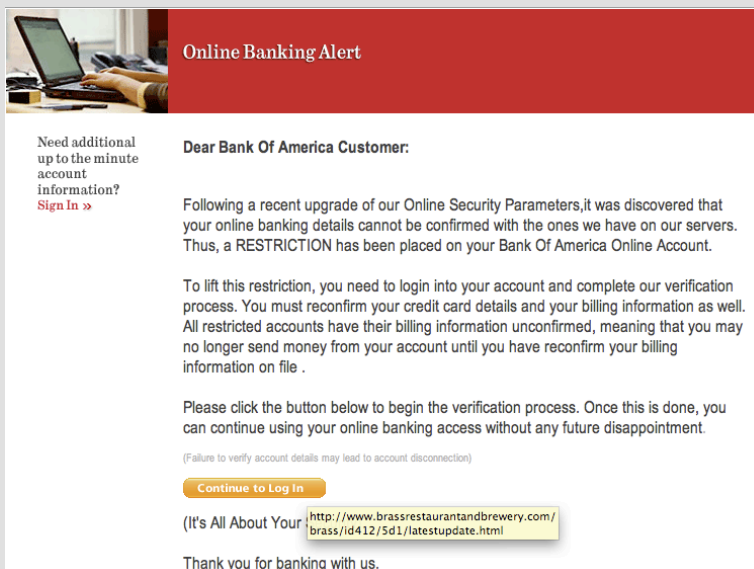 Online Banking Alert
Need additional
up to the minute
account
information?
Sign In »
Dear Bank Of America Customer:
Following a recent upgrade of our Online Security Parameters,it was discovered that
your online banking details cannot be confirmed with the ones we have on our servers.
Thus, a RESTRICTION has been placed on your Bank Of America Online Account.
To lift this restriction, you need to login into your account and complete our verification
process. You must reconfirm your credit card details and your billing information as well.
All restricted accounts have their billing information unconfirmed, meaning that you may
no longer send money from your account until you have reconfirm your billing
information on file .
Please click the button below to begin the verification process. Once this is done, you
can continue using your online banking access without any future disappointment.
(Failure to verify account details may lead to account disconnection)
Continue to Log In
(It's All About Your
http://www.brassrestaurantandbrewery.com/
brass/id412/5d1/latestupdate.html
Thank you for banking with us.